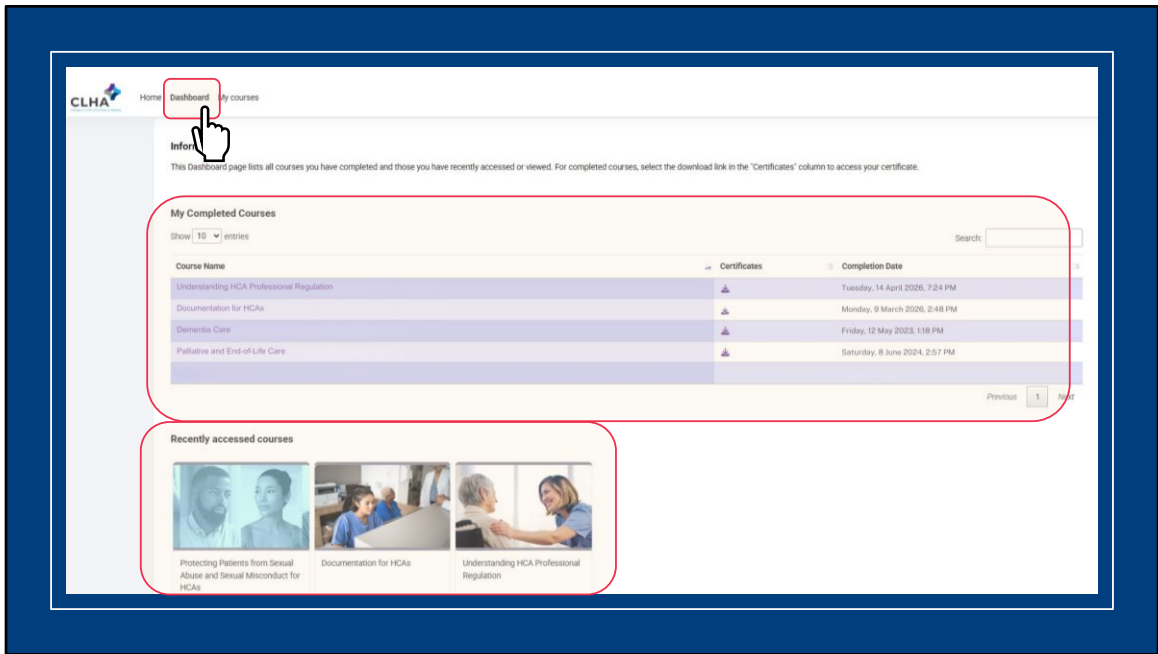 CLHA
Home Dashboard My courses
Infor
This Dashboard page lists all courses you have completed and those you have recently accessed or viewed. For completed courses, select the download link in the "Certificates" column to access your certificate.
My Completed Courses
Show 10 entries
Search:
Course Name Certificates Completion Date
Understanding HCA Professional Regulation Tuesday, 14 April 2026, 7:24 PM
Documentation for HCAs Monday, 9 March 2026, 2:48 PM
Dementia Care Friday, 12 May 2023, 1:18 PM
Palliative and End-of-Life Care Saturday, 8 June 2024, 2:57 PM
Previous 1 Next
Recently accessed courses
Protecting Patients from Sexual Abuse and Sexual Misconduct for HCAs
Documentation for HCAs
Understanding HCA Professional Regulation